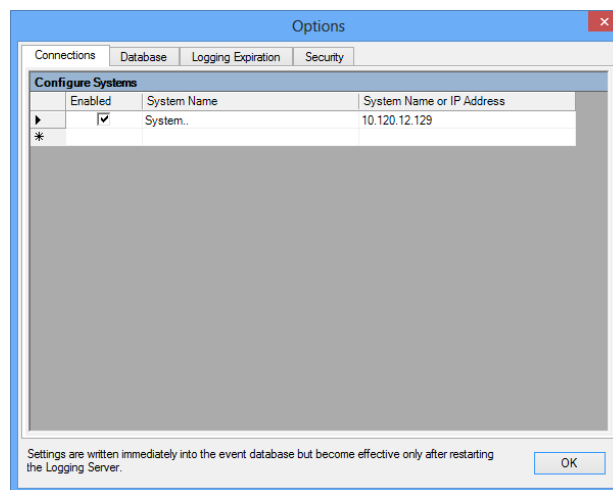 Options
Connections Database Logging Expiration Security
Configure Systems
Enabled System Name System Name or IP Address
System.. 10.120.12.129
Settings are written immediately into the event database but become effective only after restarting
the Logging Server.
OK